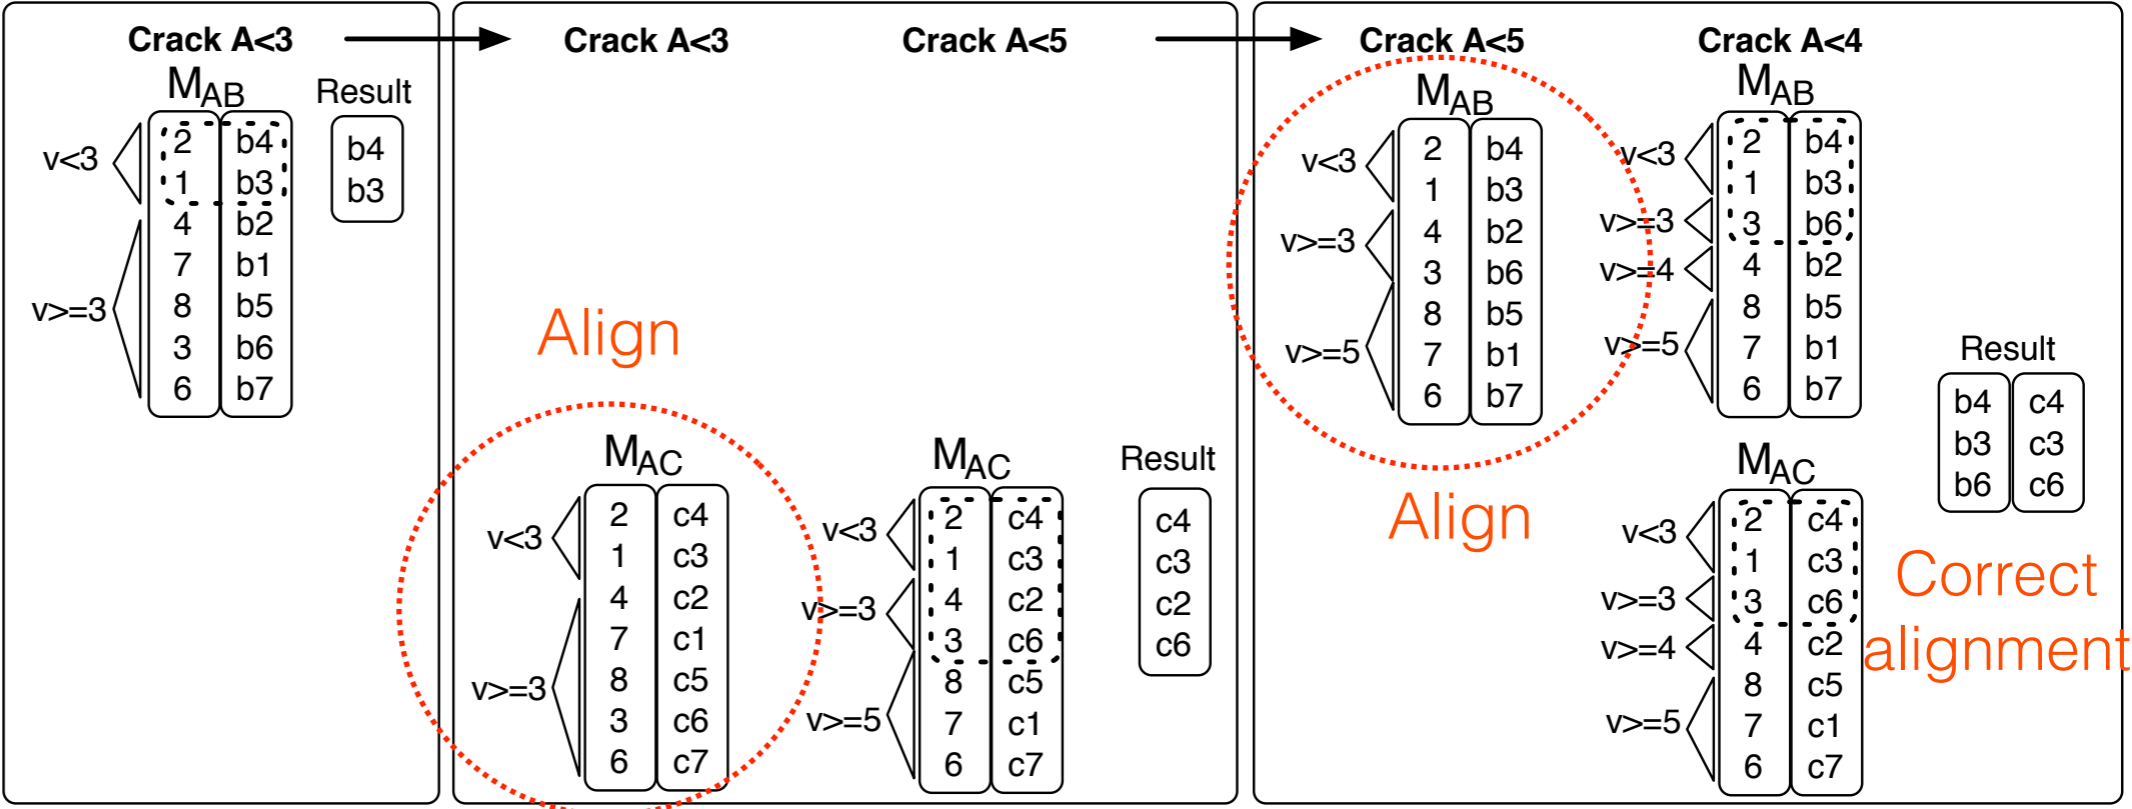 Crack A<3
M_AB
Result
v<3
v>=3
2 b4
1 b3
4 b2
7 b1
8 b5
3 b6
6 b7
b4
b3
Crack A<3
Crack A<5
Align
M_AC
v<3
v>=3
2 c4
1 c3
4 c2
7 c1
8 c5
3 c6
6 c7
M_AC
v<3
v>=3
v>=5
2 c4
1 c3
4 c2
3 c6
8 c5
7 c1
6 c7
Result
c4
c3
c2
c6
Crack A<5
Crack A<4
M_AB
v<3
v>=3
v>=5
2 b4
1 b3
4 b2
3 b6
8 b5
7 b1
6 b7
Align
M_AB
v<3
v>=3
v>=4
v>=5
2 b4
1 b3
3 b6
4 b2
8 b5
7 b1
6 b7
M_AC
v<3
v>=3
v>=4
v>=5
2 c4
1 c3
3 c6
4 c2
8 c5
7 c1
6 c7
Result
b4 c4
b3 c3
b6 c6
Correct
alignment